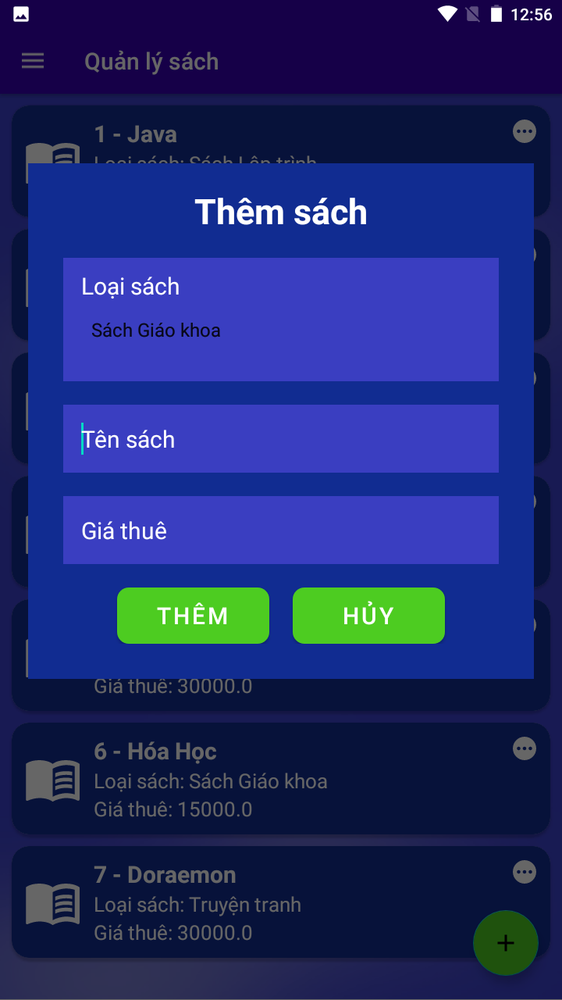 12:56
Quản lý sách
1 - Java
Loại sách: Sách Lập trình
Thêm sách
Loại sách
Sách Giáo khoa
Tên sách
Giá thuê
THÊM HỦY
Giá thuê: 30000.0
6 - Hóa Học
Loại sách: Sách Giáo khoa
Giá thuê: 15000.0
7 - Doraemon
Loại sách: Truyện tranh
Giá thuê: 30000.0